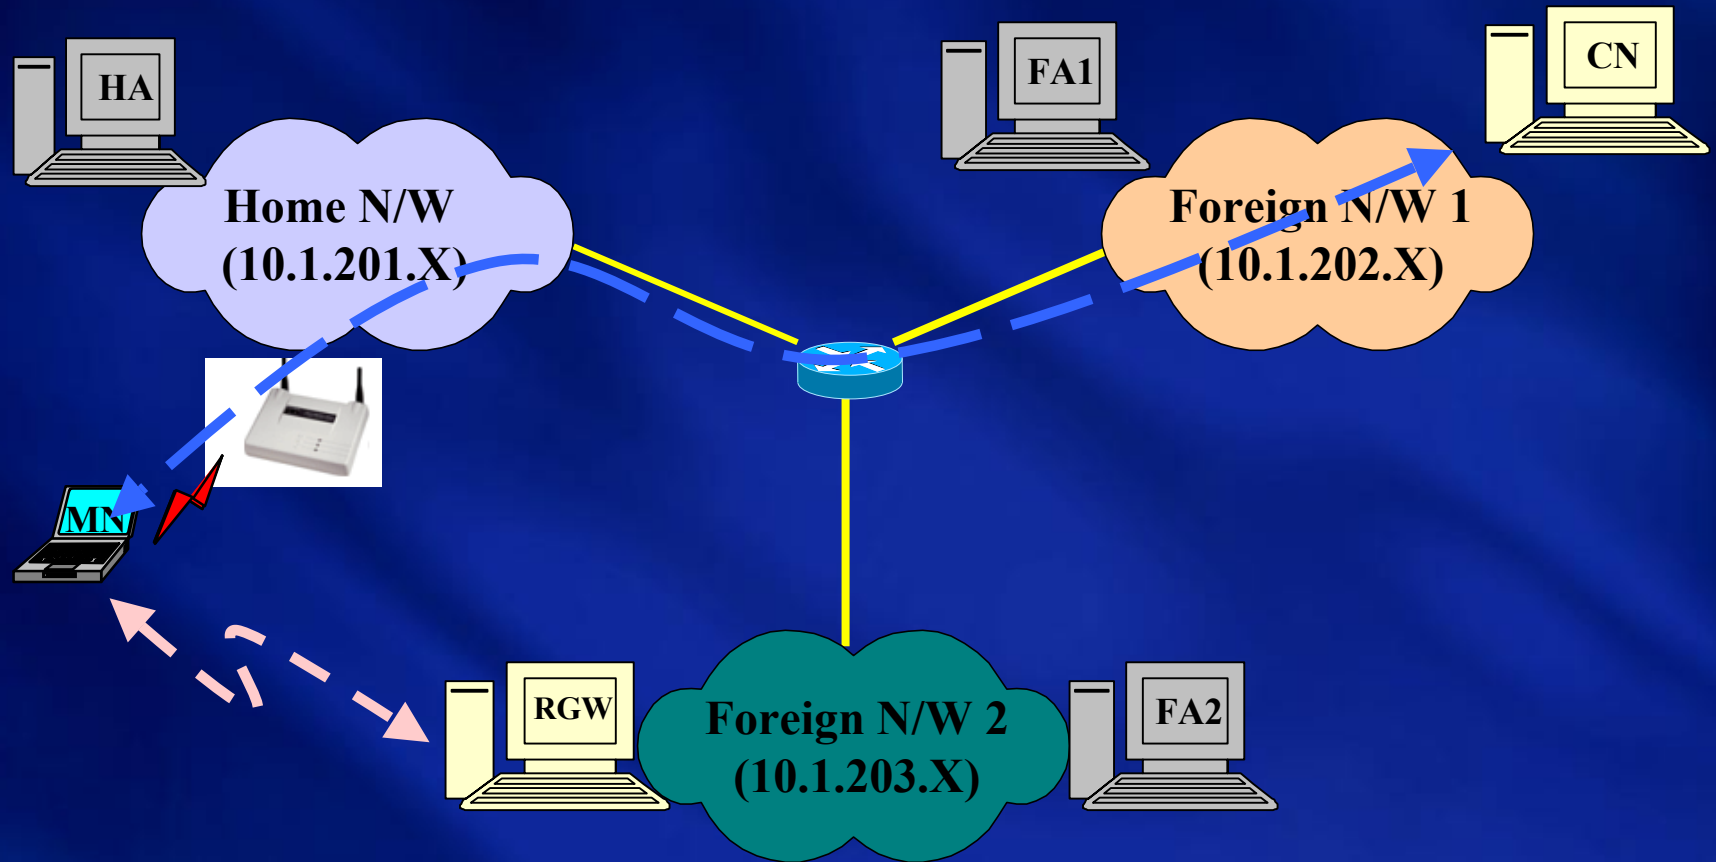 HA
FA1
CN
Home N/W
(10.1.201.X)
Foreign N/W 1
(10.1.202.X)
MN
RGW
Foreign N/W 2
(10.1.203.X)
FA2